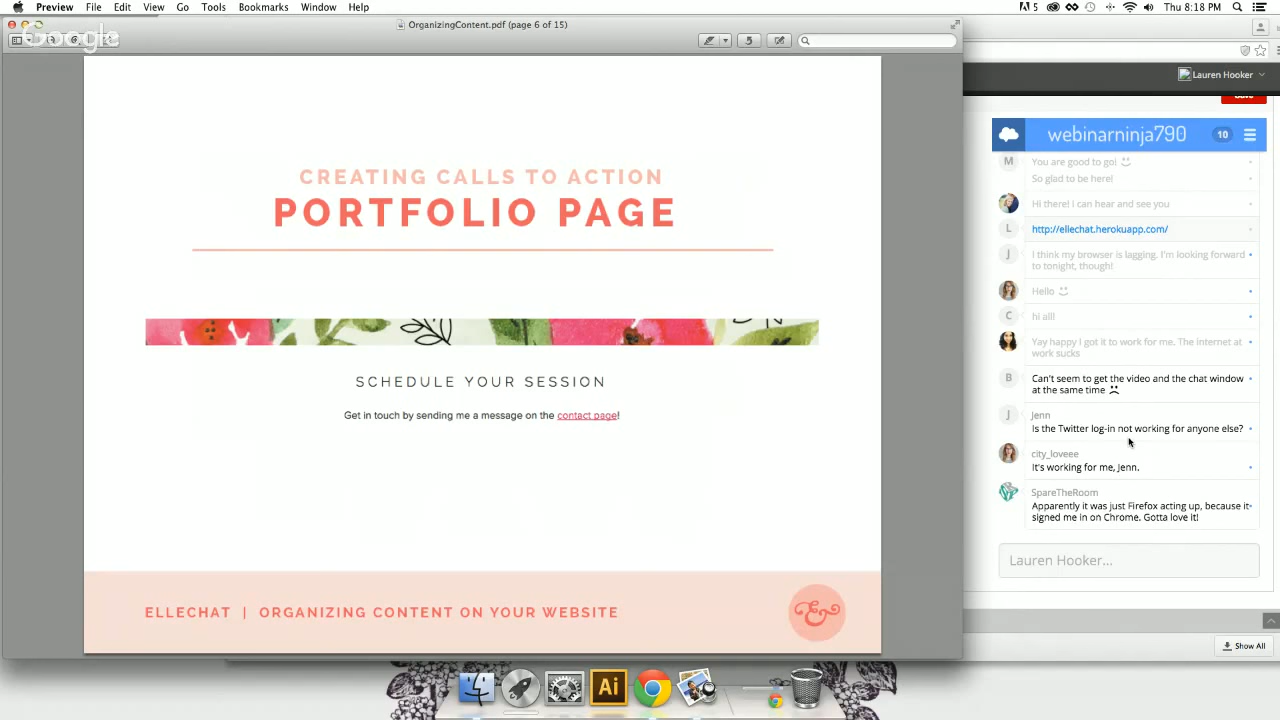 Preview File Edit View Go Tools Bookmarks Window Help
5 Thu 8:18 PM
OrganizingContent.pdf (page 6 of 15)
Google
5
Lauren Hooker
CREATING CALLS TO ACTION
PORTFOLIO PAGE
SCHEDULE YOUR SESSION
Get in touch by sending me a message on the contact page!
ELLECHAT | ORGANIZING CONTENT ON YOUR WEBSITE
E
webinarninja790 10
M
You are good to go!
So glad to be here!
Hi there! I can hear and see you
L
http://ellechat.herokuapp.com/
J
I think my browser is lagging. I'm looking forward
to tonight, though!
Hello
C
hi alll
Yay happy I got it to work for me. The internet at
work sucks
B
Can't seem to get the video and the chat window
at the same time
J
Jenn
Is the Twitter log-in not working for anyone else?
city_loveee
It's working for me, Jenn.
SpareTheRoom
Apparently it was just Firefox acting up, because it
signed me in on Chrome. Gotta love it!
Lauren Hooker...
Show All
Ai